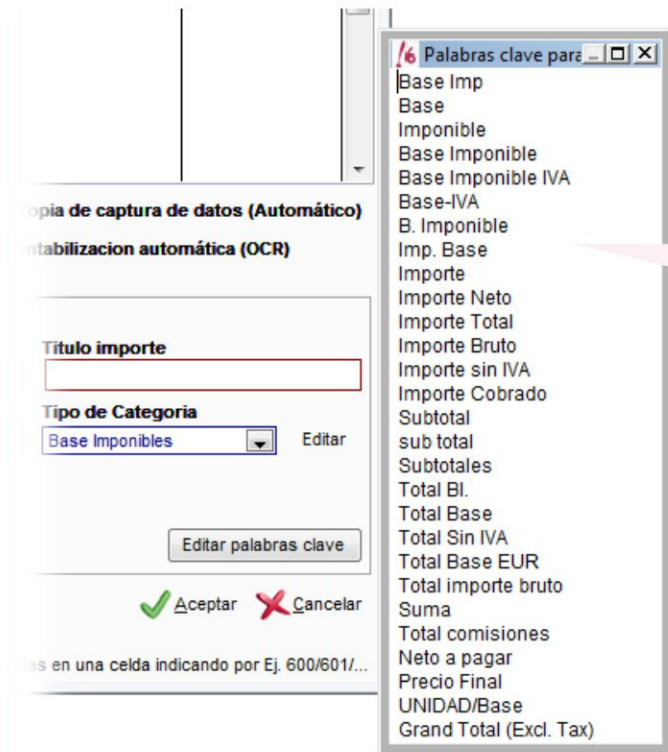 opia de captura de datos (Automático)
ntabilizacion automática (OCR)
Titulo importe
Tipo de Categoria
Base Imponibles
Editar
Editar palabras clave
Aceptar
Cancelar
as en una celda indicando por Ej. 600/601/...
Palabras clave para
Base Imp
Base
Imponible
Base Imponible
Base Imponible IVA
Base-IVA
B. Imponible
Imp. Base
Importe
Importe Neto
Importe Total
Importe Bruto
Importe sin IVA
Importe Cobrado
Subtotal
sub total
Subtotales
Total BI.
Total Base
Total Sin IVA
Total Base EUR
Total importe bruto
Suma
Total comisiones
Neto a pagar
Precio Final
UNIDAD/Base
Grand Total (Excl. Tax)